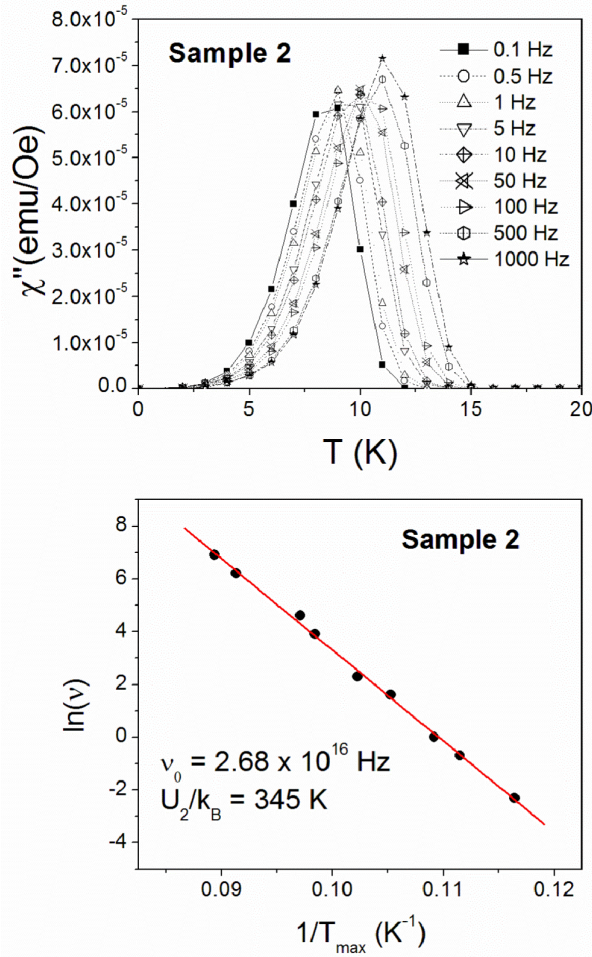 Sample 2
8.0x10⁻⁵
7.0x10⁻⁵
6.0x10⁻⁵
5.0x10⁻⁵
4.0x10⁻⁵
3.0x10⁻⁵
2.0x10⁻⁵
1.0x10⁻⁵
0.0
χ"(emu/Oe)
0.1 Hz
0.5 Hz
1 Hz
5 Hz
10 Hz
50 Hz
100 Hz
500 Hz
1000 Hz
0 5 10 15 20
T (K)
Sample 2
8
6
4
2
0
-2
-4
ln(ν)
ν₀ = 2.68 x 10¹⁶ Hz
U₂/k_B = 345 K
0.09 0.10 0.11 0.12
1/T_max (K⁻¹)